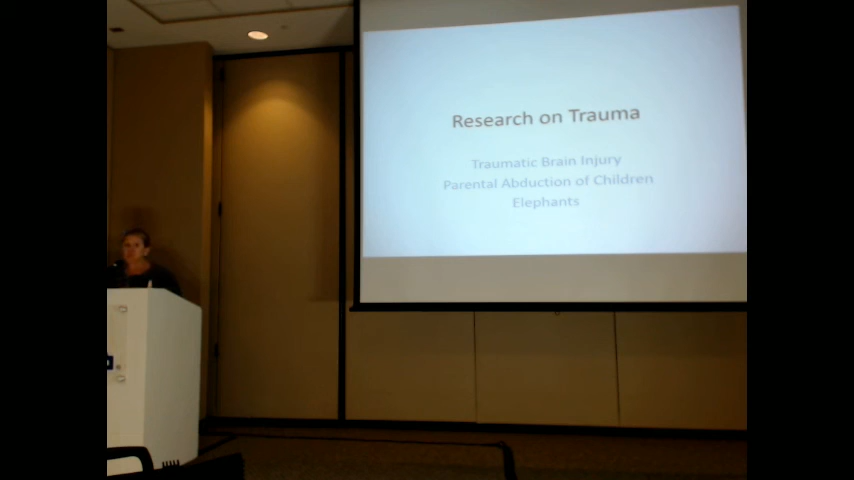 Research on Trauma
Traumatic Brain Injury
Parental Abduction of Children
Elephants